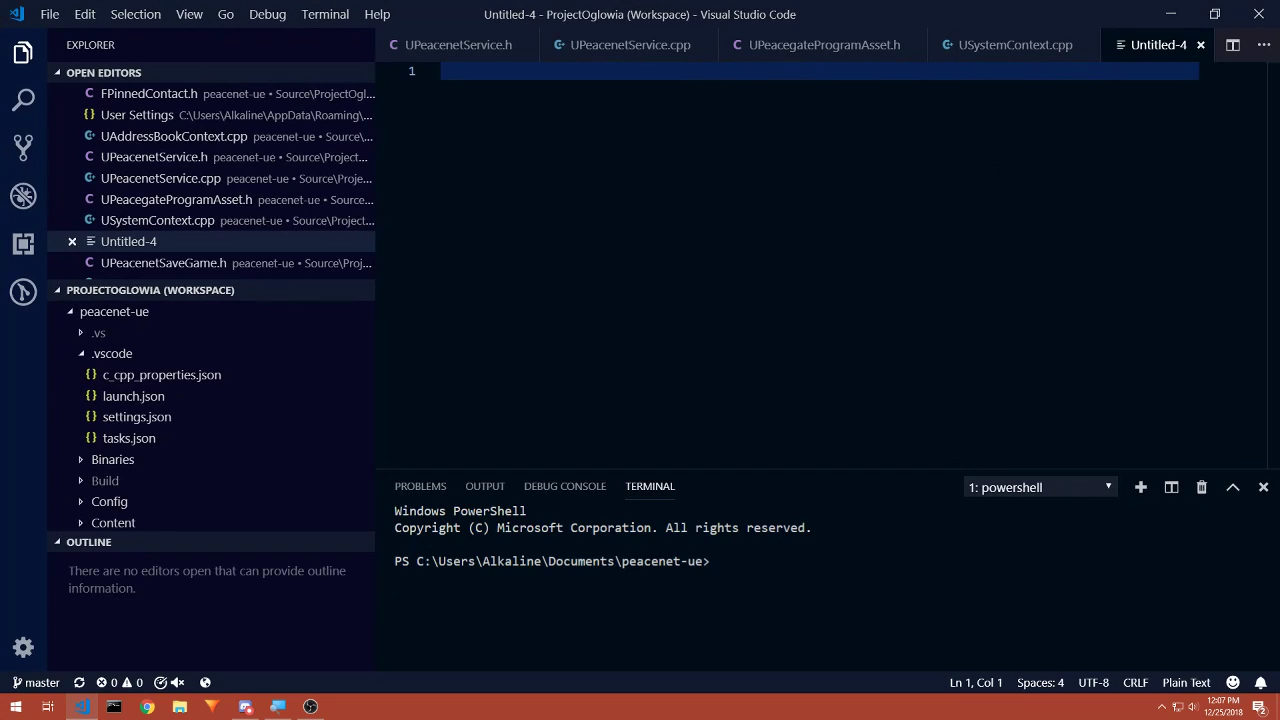 File Edit Selection View Go Debug Terminal Help
Untitled-4 - ProjectOglowia (Workspace) - Visual Studio Code
EXPLORER
OPEN EDITORS
FPinnedContact.h peacenet-ue • Source\ProjectOgl...
User Settings C:\Users\Alkaline\AppData\Roaming\...
UAddressBookContext.cpp peacenet-ue • Source\...
UPeacenetService.h peacenet-ue • Source\Project...
UPeacenetService.cpp peacenet-ue • Source\Proje...
UPeacegateProgramAsset.h peacenet-ue • Source\...
USystemContext.cpp peacenet-ue • Source\Project...
Untitled-4
UPeacenetSaveGame.h peacenet-ue • Source\Proj...
PROJECTOGLOWIA (WORKSPACE)
peacenet-ue
.vs
.vscode
c_cpp_properties.json
launch.json
settings.json
tasks.json
Binaries
Build
Config
Content
OUTLINE
There are no editors open that can provide outline
information.
UPeacenetService.h UPeacenetService.cpp UPeacegateProgramAsset.h USystemContext.cpp Untitled-4
1
PROBLEMS OUTPUT DEBUG CONSOLE TERMINAL 1: powershell
Windows PowerShell
Copyright (C) Microsoft Corporation. All rights reserved.
PS C:\Users\Alkaline\Documents\peacenet-ue>
master 0 0 Ln 1, Col 1 Spaces: 4 UTF-8 CRLF Plain Text
12:07 PM
12/25/2018
2